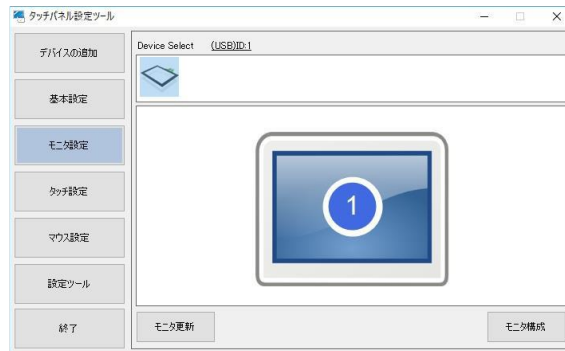 タッチパネル設定ツール
デバイスの追加
基本設定
モニタ設定
タッチ設定
マウス設定
設定ツール
終了
Device Select (USB)ID:1
1
モニタ更新
モニタ構成